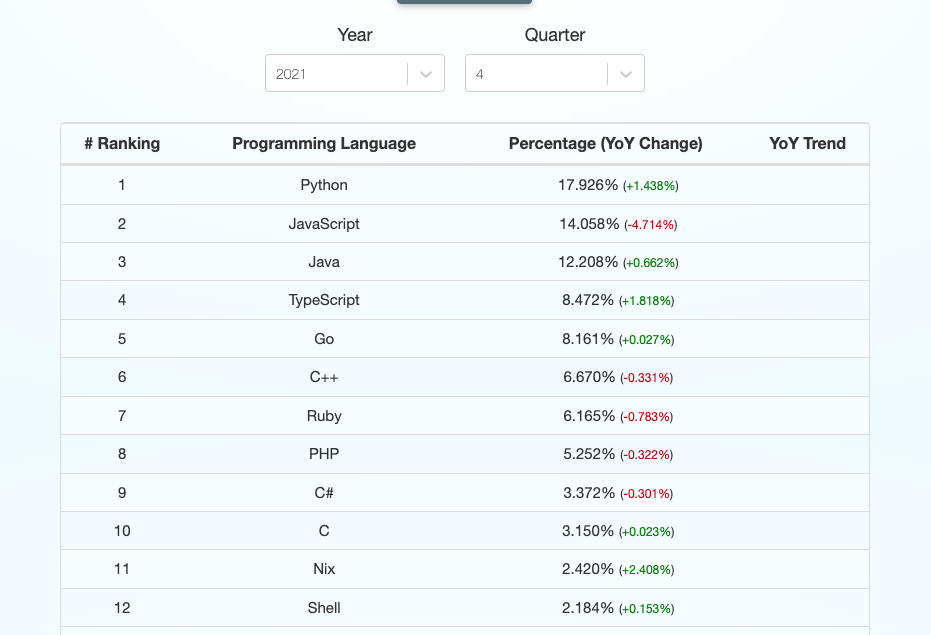 Year Quarter
2021 4
# Ranking Programming Language Percentage (YoY Change) YoY Trend
1 Python 17.926% (+1.438%)
2 JavaScript 14.058% (-4.714%)
3 Java 12.208% (+0.662%)
4 TypeScript 8.472% (+1.818%)
5 Go 8.161% (+0.027%)
6 C++ 6.670% (-0.331%)
7 Ruby 6.165% (-0.783%)
8 PHP 5.252% (-0.322%)
9 C# 3.372% (-0.301%)
10 C 3.150% (+0.023%)
11 Nix 2.420% (+2.408%)
12 Shell 2.184% (+0.153%)